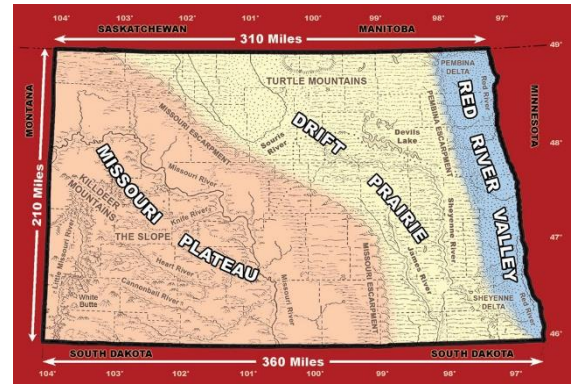 104° 103° 102° 101° 100° 99° 98° 97°
SASKATCHEWAN MANITOBA
310 Miles
49°
PEMBINA DELTA
Red River
TURTLE MOUNTAINS
MONTANA
MINNESOTA
MISSOURI ESCARPMENT
Souris River
DRIFT PRAIRIE
Devils Lake
PEMBINA ESCARPMENT
RED RIVER VALLEY
48°
210 Miles
MISSOURI PLATEAU
Missouri River
KILLDEER MOUNTAINS
Knife River
THE SLOPE
Sheyenne River
47°
Little Missouri River
Heart River
Cannonball River
Missouri River
MISSOURI ESCARPMENT
James River
White Butte
SHEYENNE DELTA
Red River
46°
SOUTH DAKOTA SOUTH DAKOTA
360 Miles
104° 103° 102° 101° 100° 99° 98° 97°